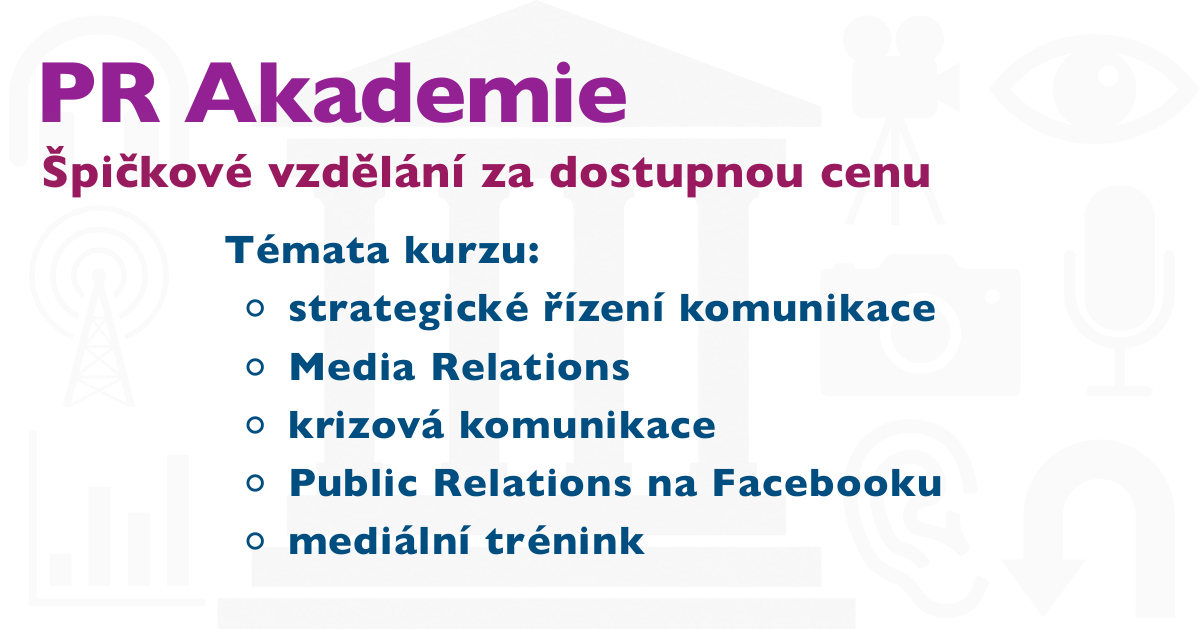 PR Akademie
Špičkové vzdělání za dostupnou cenu
Témata kurzu:
strategické řízení komunikace
Media Relations
krizová komunikace
Public Relations na Facebooku
mediální trénink